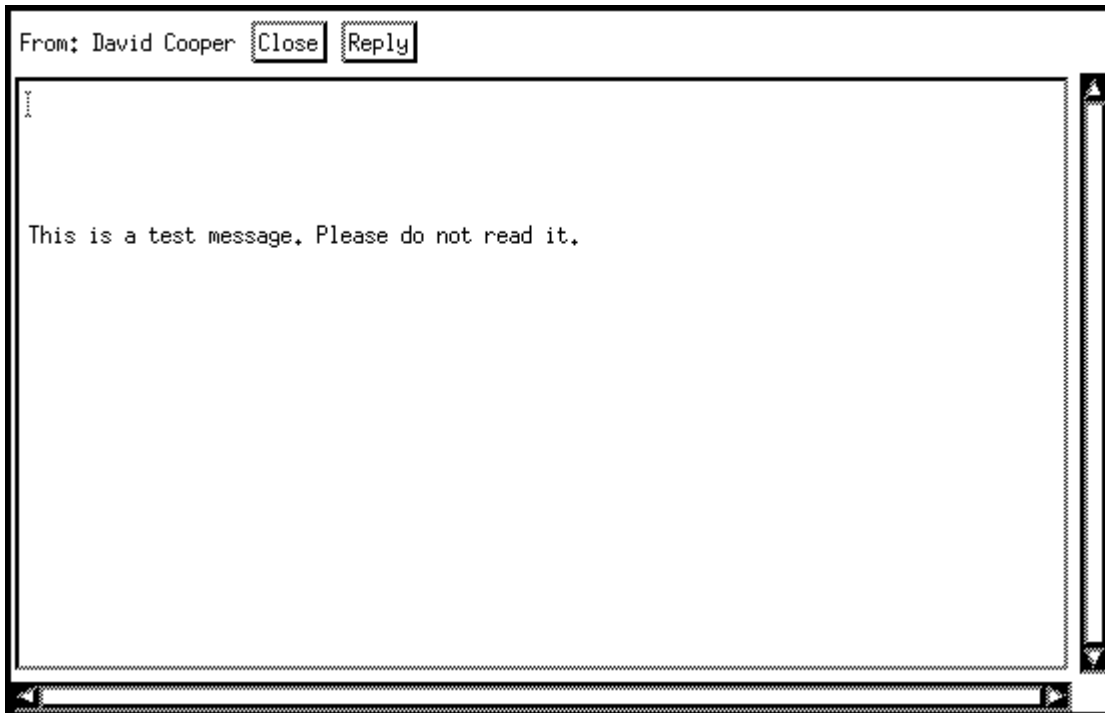 From: David Cooper Close Reply
This is a test message. Please do not read it.